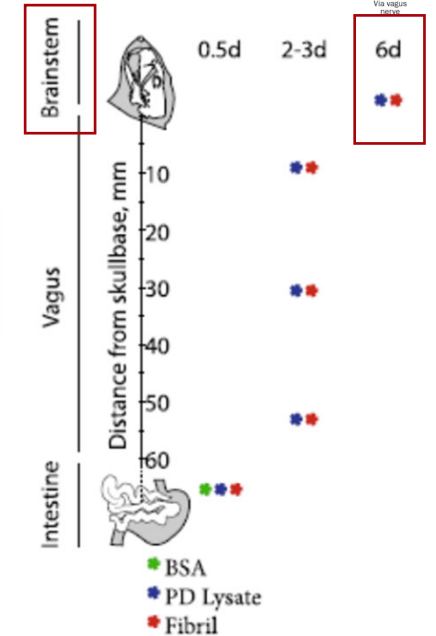 Via vagus
nerve
0.5d 2-3d 6d
Brainstem
Vagus
Intestine
Distance from skullbase, mm
10
20
30
40
50
60
BSA
PD Lysate
Fibril